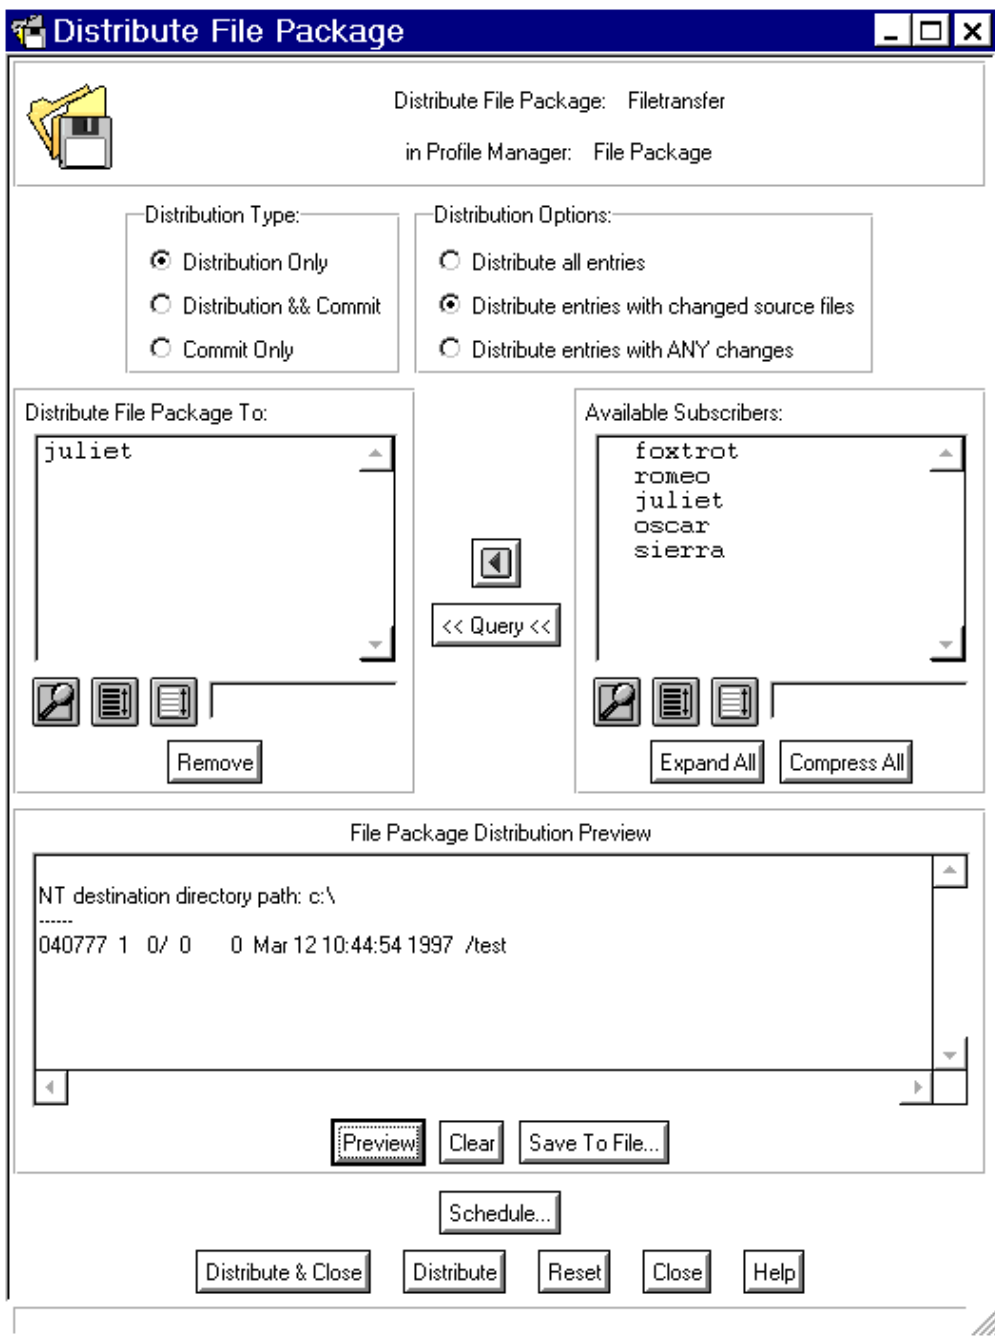 Distribute File Package
Distribute File Package: Filetransfer
in Profile Manager: File Package
Distribution Type:
Distribution Only
Distribution && Commit
Commit Only
Distribution Options:
Distribute all entries
Distribute entries with changed source files
Distribute entries with ANY changes
Distribute File Package To:
juliet
Remove
<< Query <<
Available Subscribers:
foxtrot
romeo
juliet
oscar
sierra
Expand All Compress All
File Package Distribution Preview
NT destination directory path: c:\
------
040777 1 0/ 0 0 Mar 12 10:44:54 1997 /test
Preview Clear Save To File...
Schedule...
Distribute & Close Distribute Reset Close Help